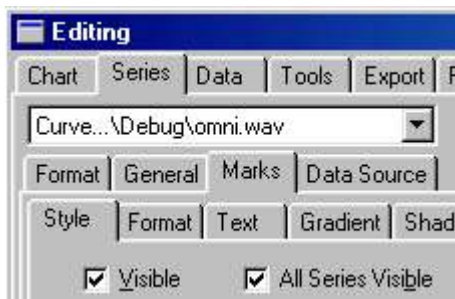 Editing
Chart Series Data Tools Export
Curve...\Debug\omni.wav
Format General Marks Data Source
Style Format Text Gradient Shad
Visible All Series Visible